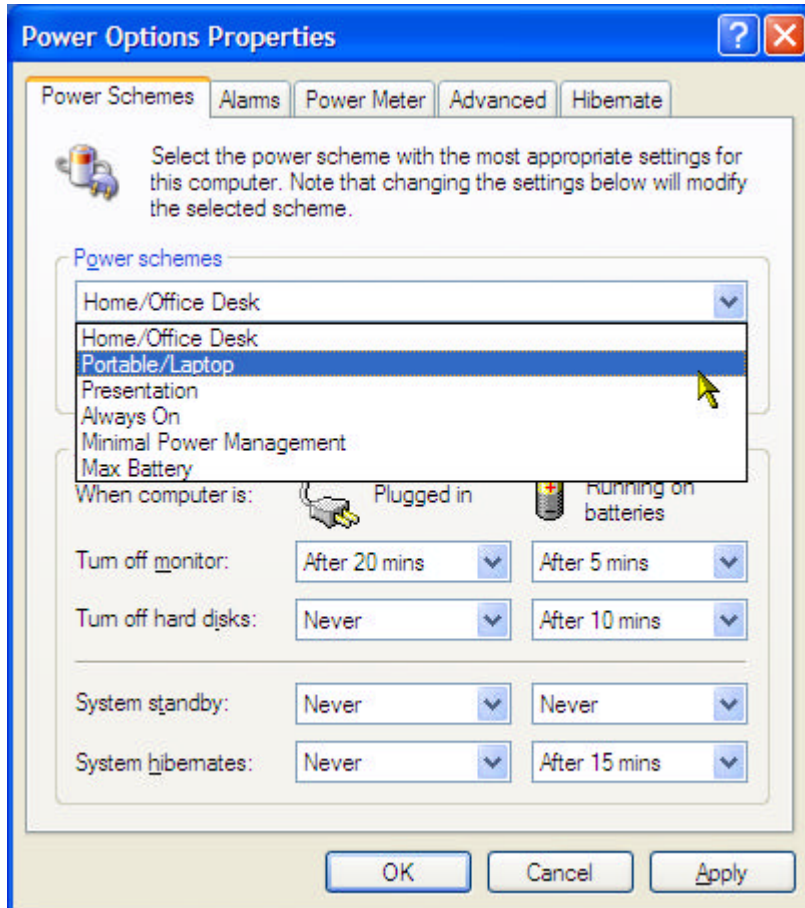 Power Options Properties
Power Schemes Alarms Power Meter Advanced Hibernate
Select the power scheme with the most appropriate settings for
this computer. Note that changing the settings below will modify
the selected scheme.
Power schemes
Home/Office Desk
Home/Office Desk
Portable/Laptop
Presentation
Always On
Minimal Power Management
Max Battery
When computer is: Plugged in Running on
batteries
Turn off monitor: After 20 mins After 5 mins
Turn off hard disks: Never After 10 mins
System standby: Never Never
System hibernates: Never After 15 mins
OK Cancel Apply